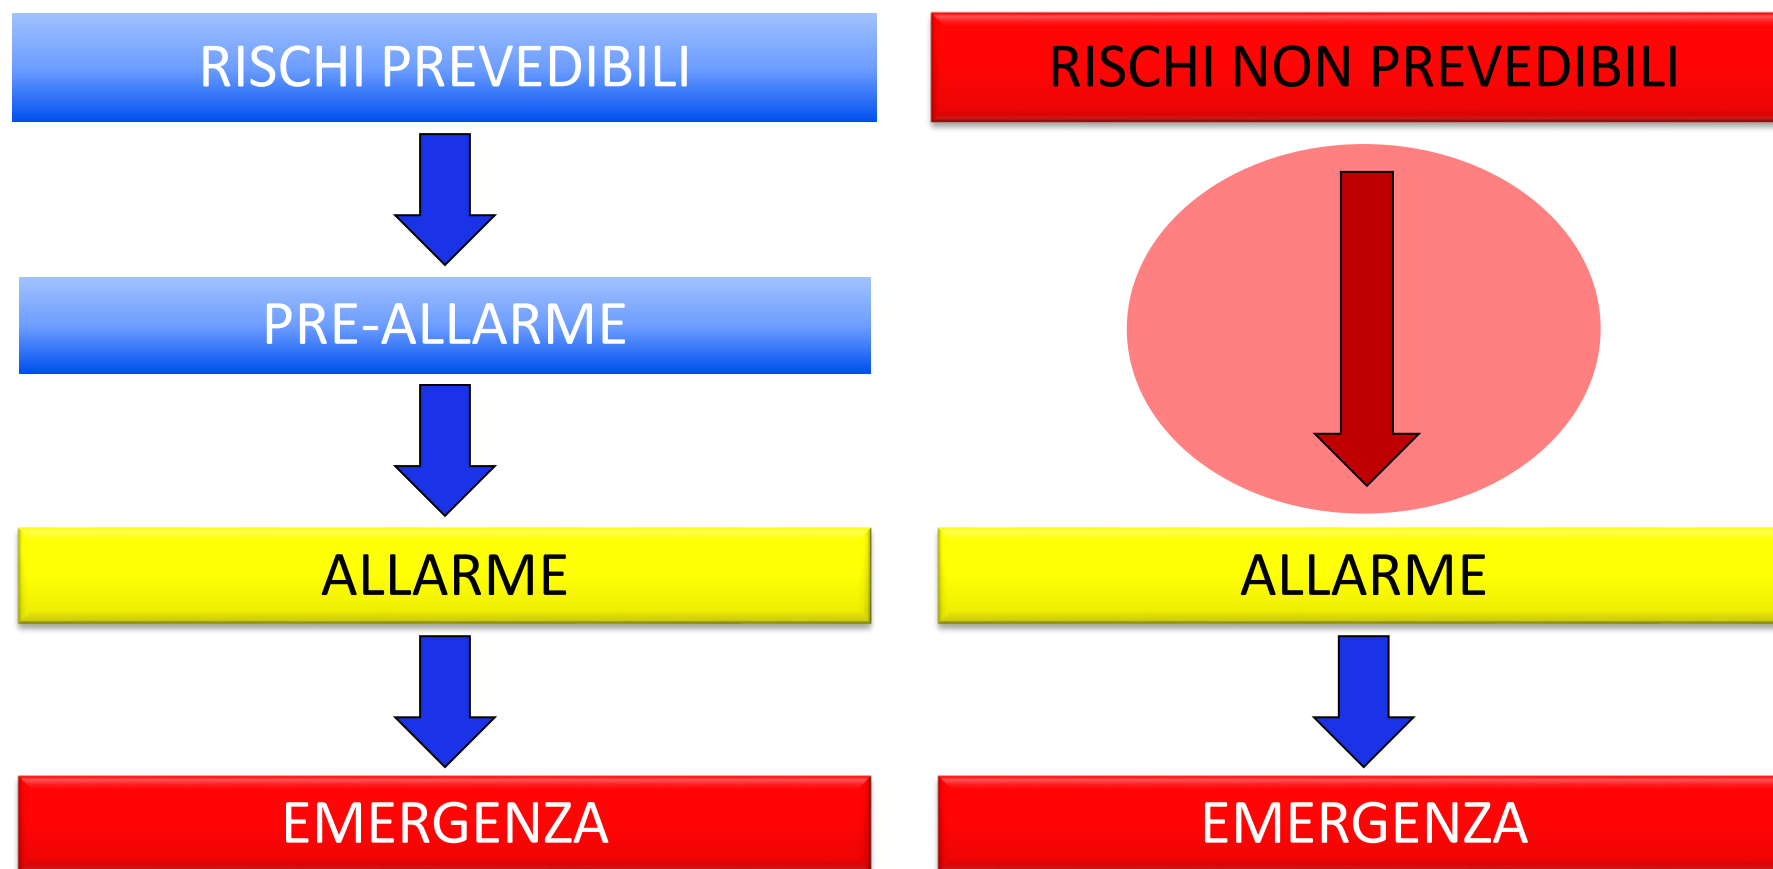 RISCHI PREVEDIBILI
PRE-ALLARME
ALLARME
EMERGENZA
RISCHI NON PREVEDIBILI
ALLARME
EMERGENZA